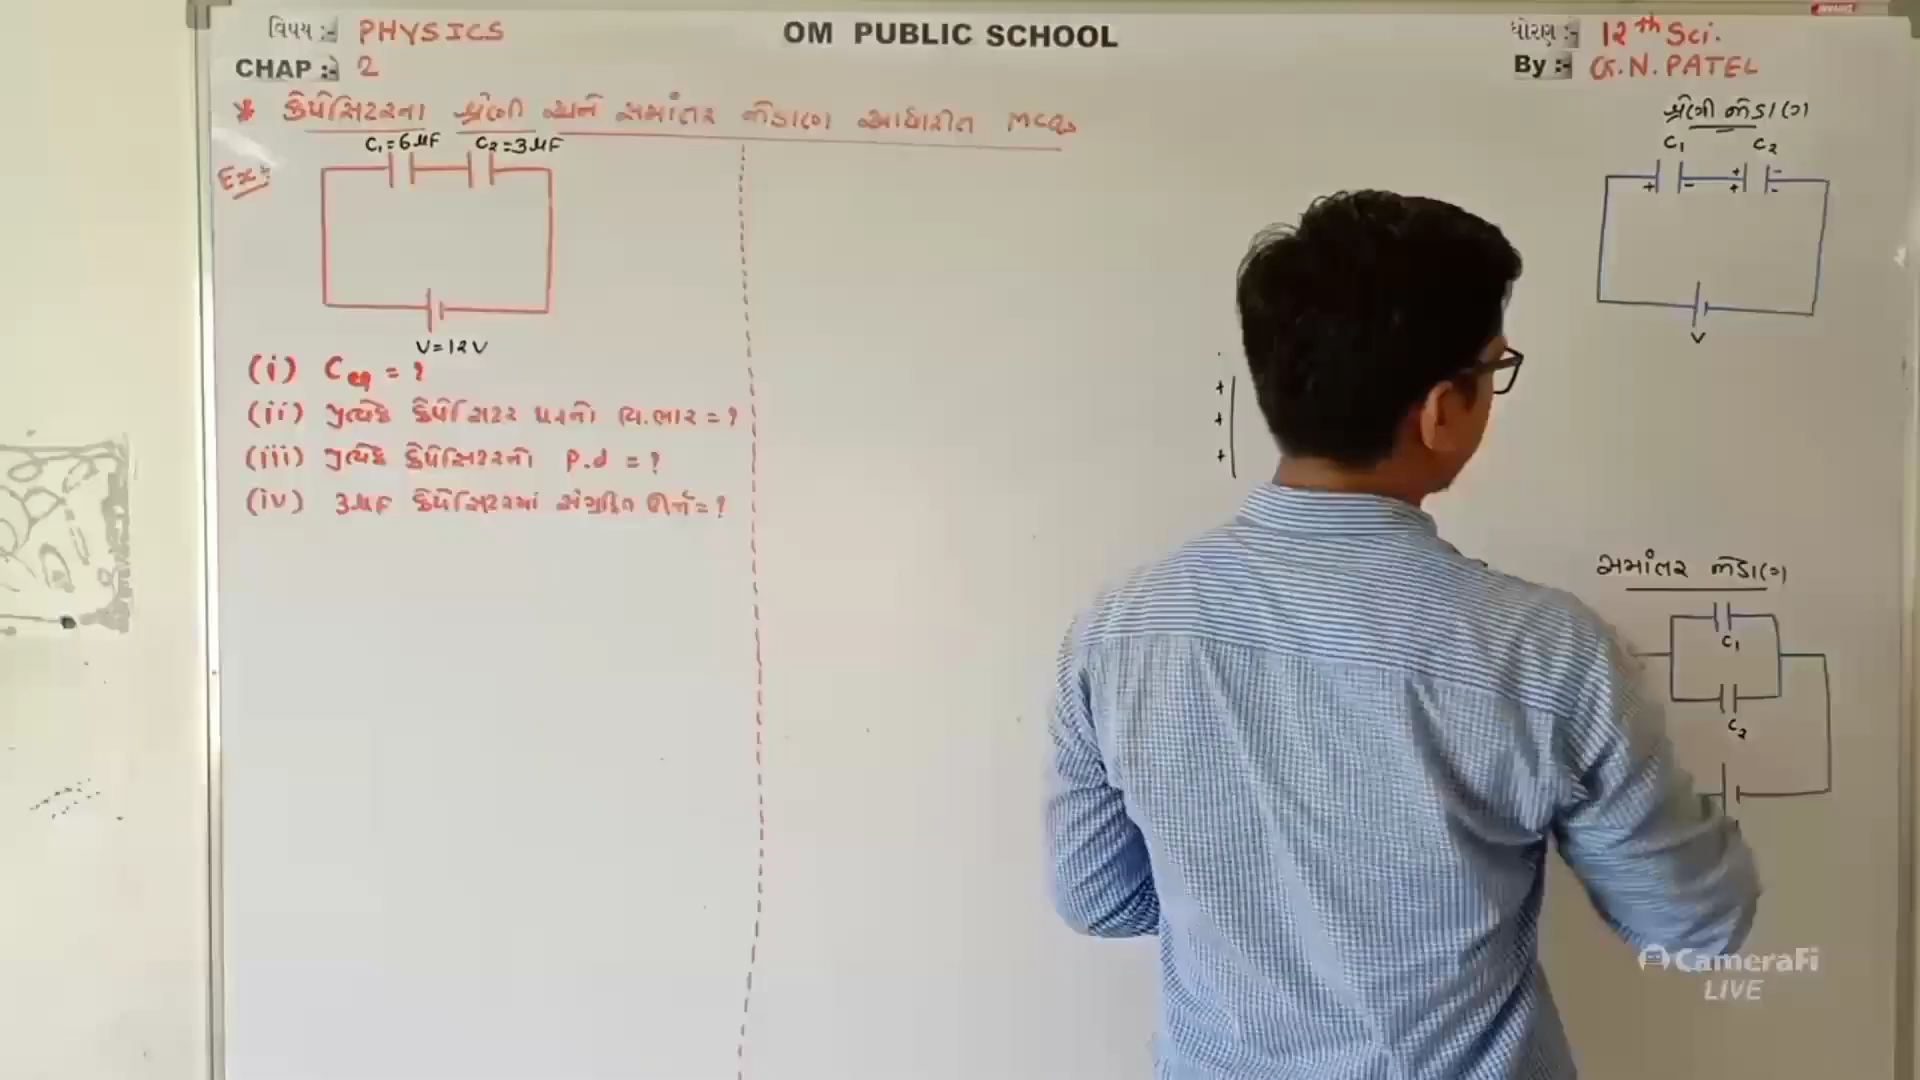 વિષય :- PHYSICS
OM PUBLIC SCHOOL
ધોરણ :- 12th Sci.
CHAP :- 2
By :- G.N. PATEL
* કેપેસિટરના શ્રેણી અને સમાંતર જોડાણ આધારીત MCQs
Ex:
C₁=6μF C₂=3μF
V=12V
(i) Ceq = ?
(ii) પ્રત્યેક કેપેસિટર પરનો વિ.ભાર = ?
(iii) પ્રત્યેક કેપેસિટરનો P.d = ?
(iv) 3μF કેપેસિટરમાં સંગ્રહિત ઊર્જા = ?
+
+
+
શ્રેણી જોડાણ
C₁ C₂
+ - + -
+ -
V
સમાંતર જોડાણ
C₁
C₂
CameraFi
LIVE